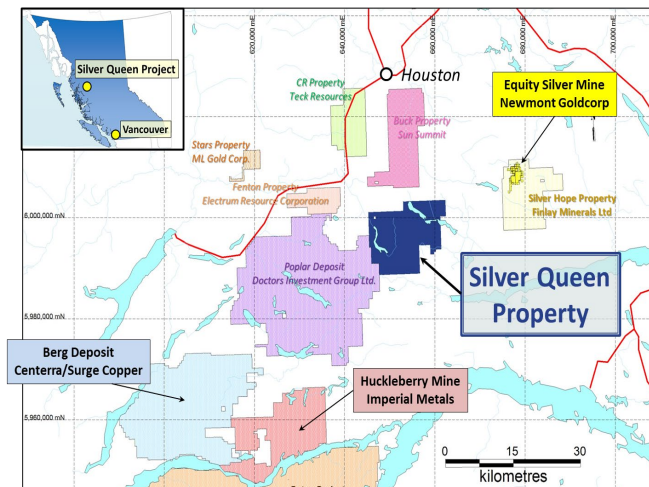 620,000 mE
640,000 mE
660,000 mE
680,000 mE
700,000 mE
Silver Queen Project
Vancouver
Houston
CR Property
Teck Resources
Equity Silver Mine
Newmont Goldcorp
Buck Property
Sun Summit
Stars Property
ML Gold Corp.
Fenton Property
Electrum Resource Corporation
Silver Hope Property
Finlay Minerals Ltd
6,000,000 mN
Poplar Deposit
Doctors Investment Group Ltd.
Silver Queen
Property
5,980,000 mN
Berg Deposit
Centerra/Surge Copper
Huckleberry Mine
Imperial Metals
5,960,000 mN
0
15
30
kilometres